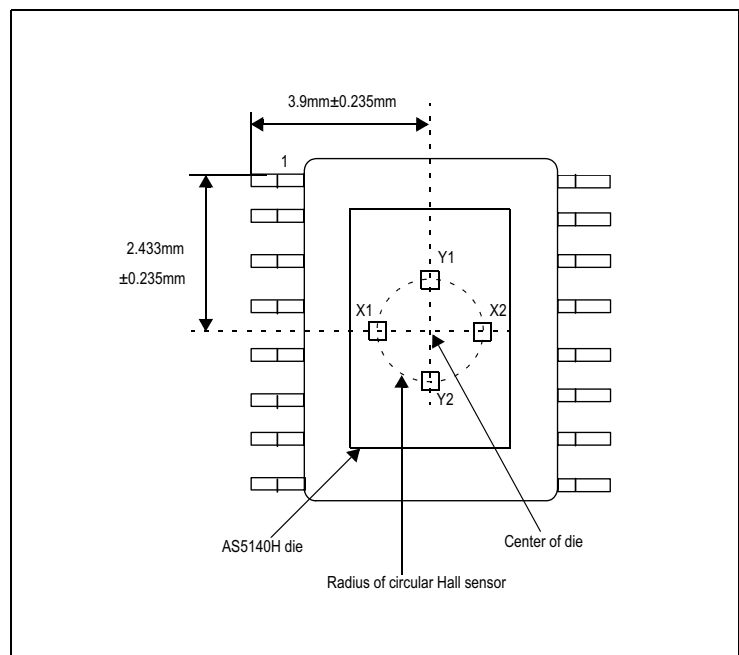 3.9mm±0.235mm
1
2.433mm
±0.235mm
Y1
X1
X2
Y2
AS5140H die
Center of die
Radius of circular Hall sensor